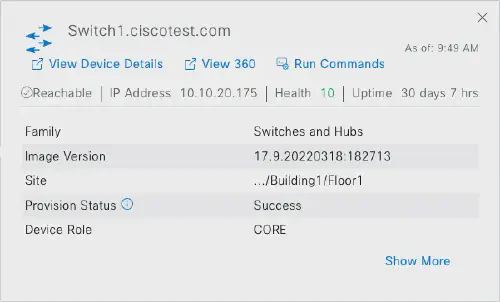 Switch1.ciscotest.com
As of: 9:49 AM
View Device Details View 360 Run Commands
Reachable | IP Address 10.10.20.175 | Health 10 | Uptime 30 days 7 hrs
Family Switches and Hubs
Image Version 17.9.20220318:182713
Site .../Building1/Floor1
Provision Status Success
Device Role CORE
Show More